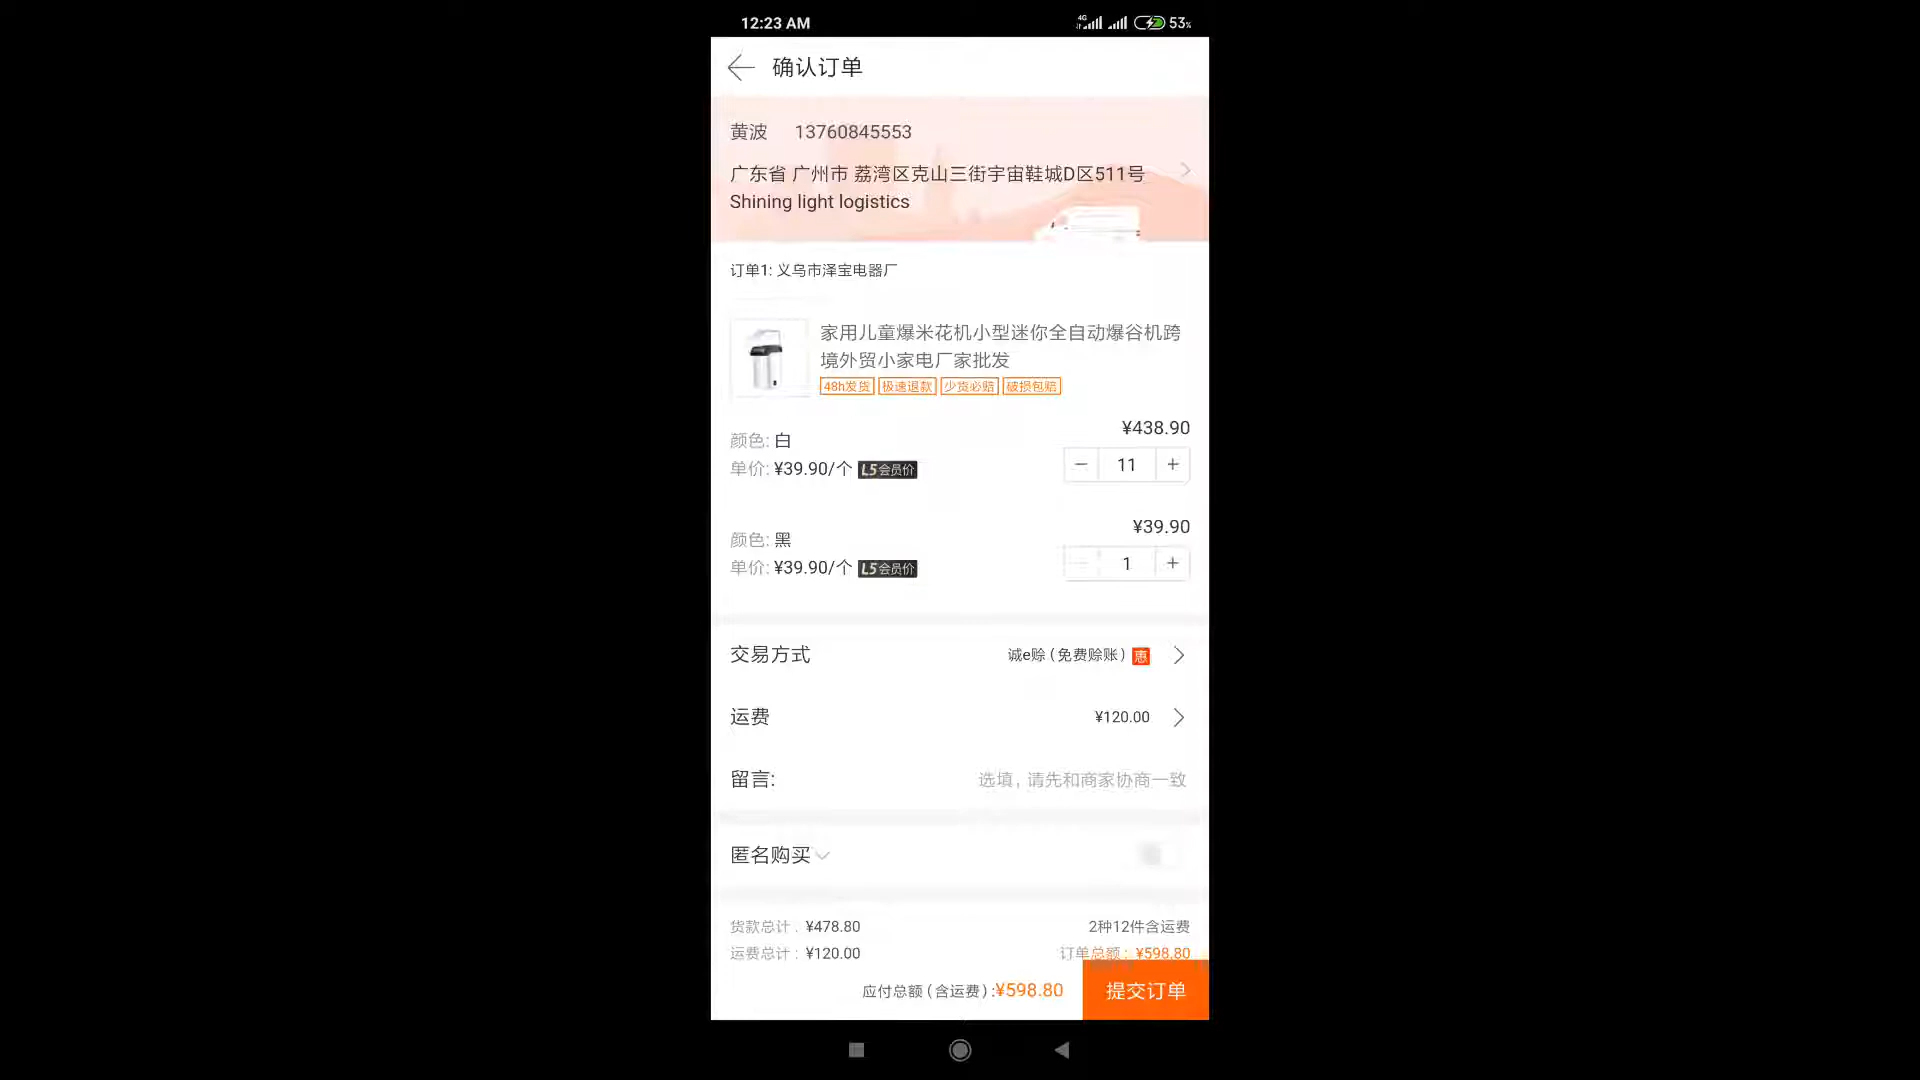 12:23 AM 4G 53%
确认订单
黄波 13760845553
广东省 广州市 荔湾区克山三街宇宙鞋城D区511号
Shining light logistics
订单1: 义乌市泽宝电器厂
家用儿童爆米花机小型迷你全自动爆谷机跨
境外贸小家电厂家批发
48h发货 极速退款 少货必赔 破损包赔
¥438.90
颜色: 白
单价: ¥39.90/个 L5会员价
− 11 +
¥39.90
颜色: 黑
单价: ¥39.90/个 L5会员价
− 1 +
交易方式 诚e赊(免费赊账) 惠
运费 ¥120.00
留言: 选填, 请先和商家协商一致
匿名购买
货款总计: ¥478.80 2种12件含运费
运费总计: ¥120.00 订单总额: ¥598.80
应付总额(含运费):¥598.80 提交订单